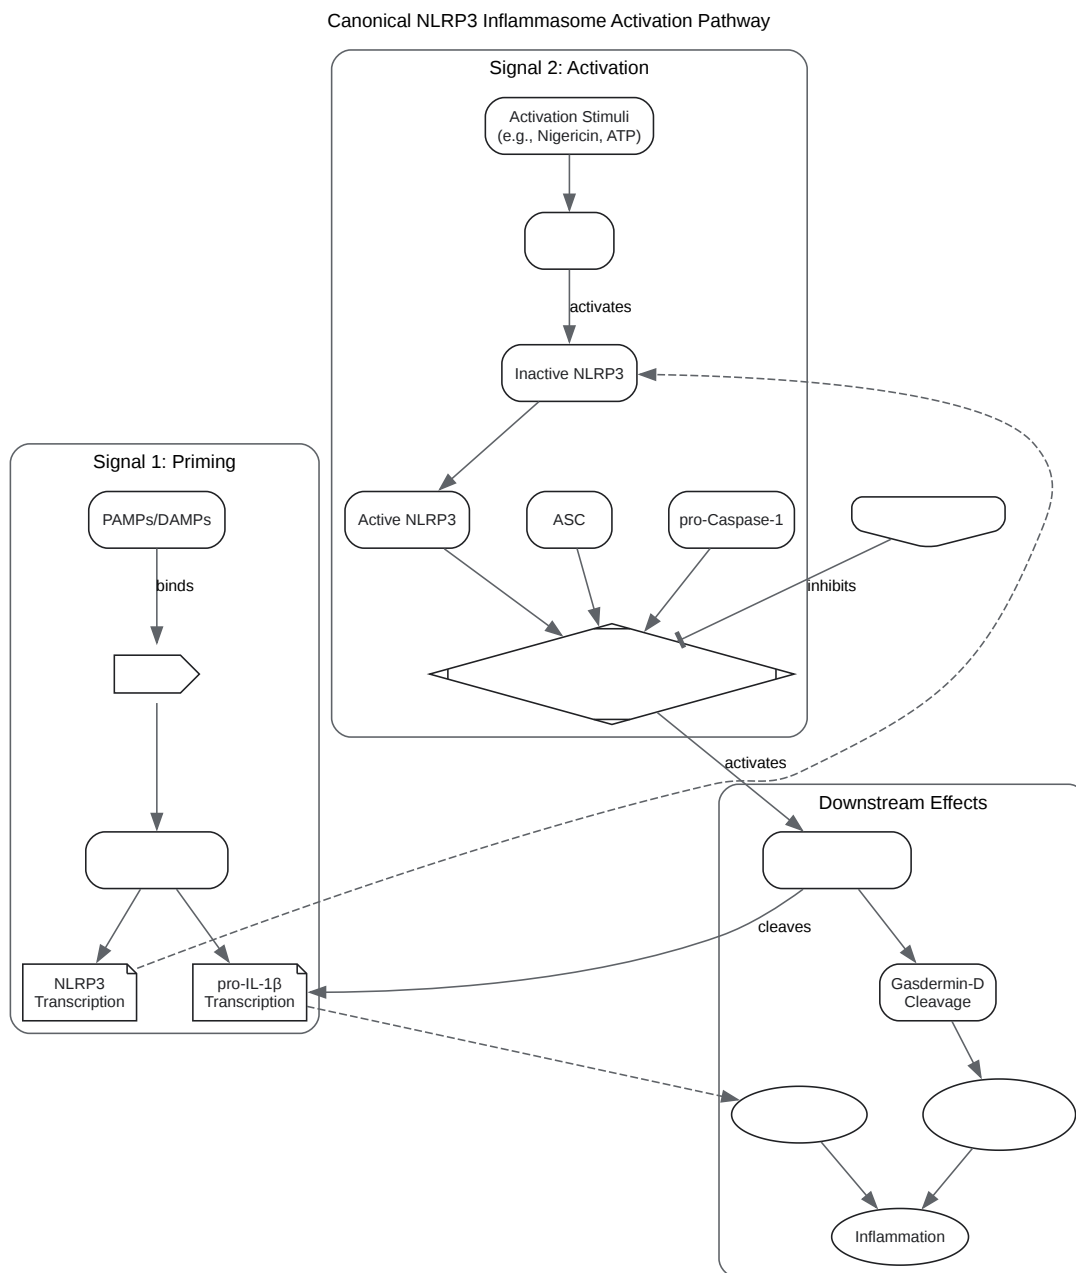 Canonical NLRP3 Inflammasome Activation Pathway
Signal 2: Activation
Activation Stimuli
(e.g., Nigericin, ATP)
activates
Inactive NLRP3
Signal 1: Priming
PAMPs/DAMPs
Active NLRP3
ASC
pro-Caspase-1
binds
inhibits
activates
Downstream Effects
cleaves
NLRP3
Transcription
pro-IL-1β
Transcription
Gasdermin-D
Cleavage
Inflammation